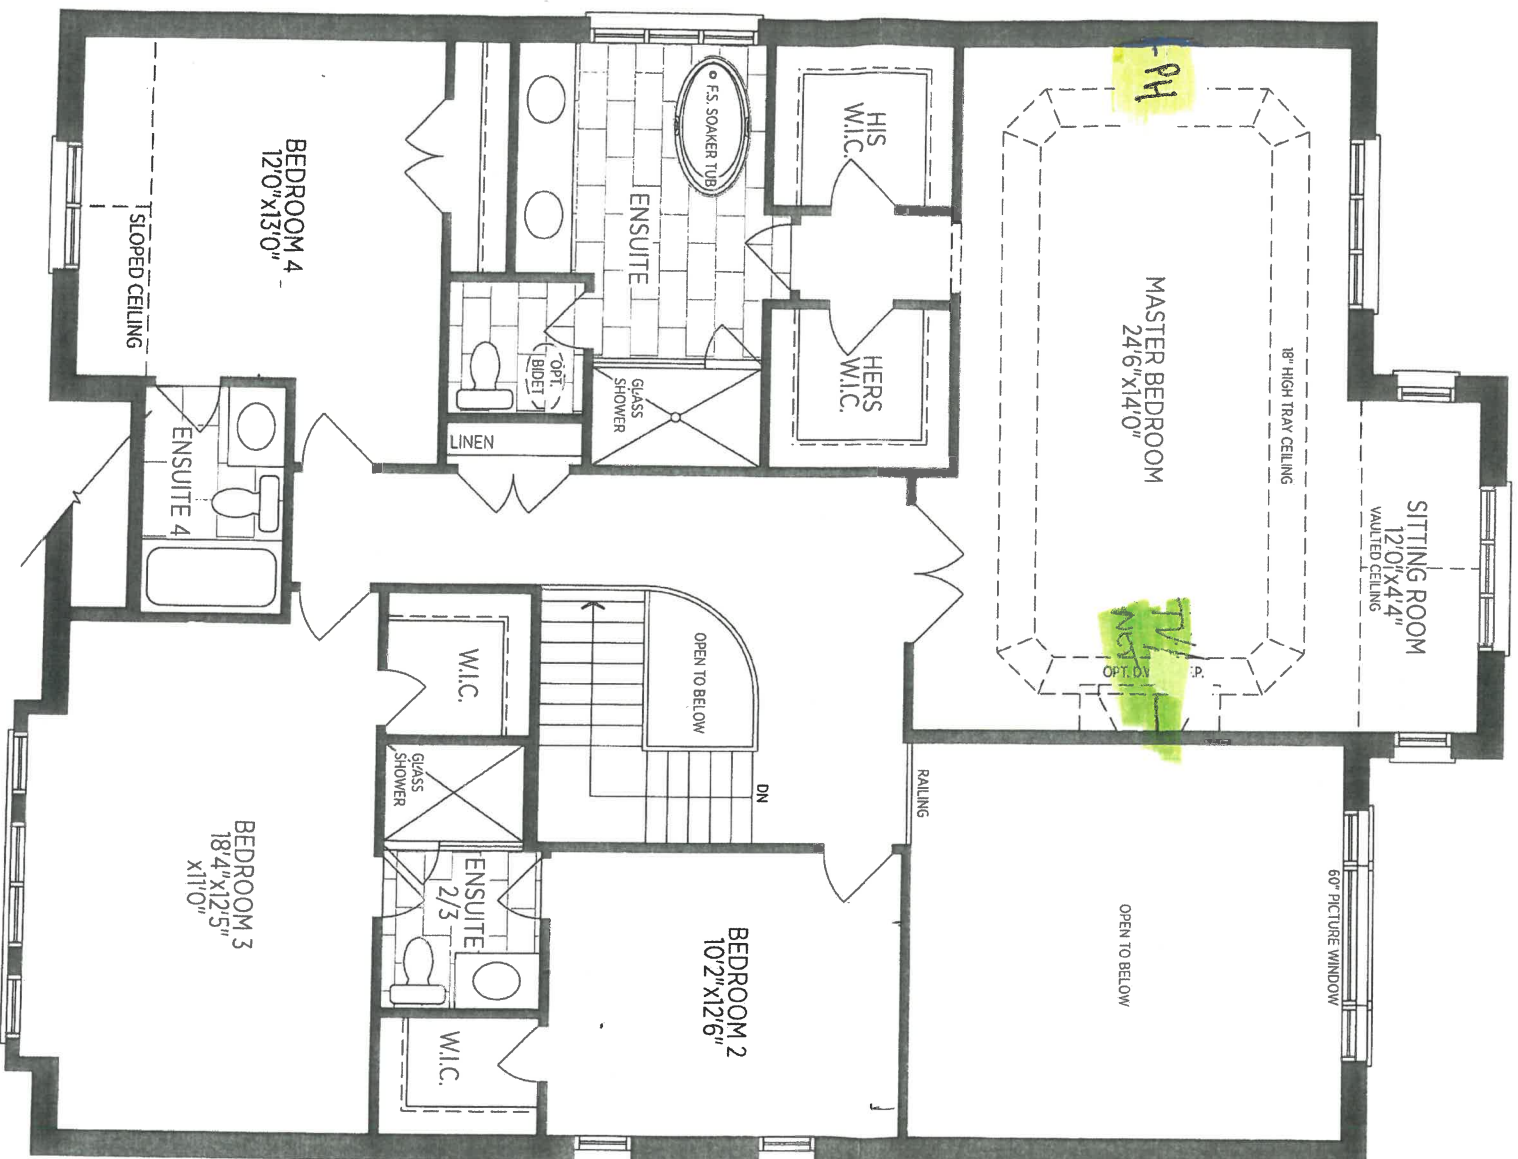 - PH
HIS
W.I.C.
F.S. SOAKER TUB
ENSUITE
BEDROOM 4
12'0"x13'0"
SLOPED CEILING
MASTER BEDROOM
24'6"x14'0"
18" HIGH TRAY CEILING
HERS
W.I.C.
OPT.
BIDET
GLASS
SHOWER
LINEN
ENSUITE 4
SITTING ROOM
12'0"x4'4"
VAULTED CEILING
TV
OPT. D.V. F.P.
OPEN TO BELOW
W.I.C.
GLASS
SHOWER
DN
RAILING
BEDROOM 3
18'4"x12'5"
x11'0"
ENSUITE
2/3
BEDROOM 2
10'2"x12'6"
W.I.C.
OPEN TO BELOW
60" PICTURE WINDOW